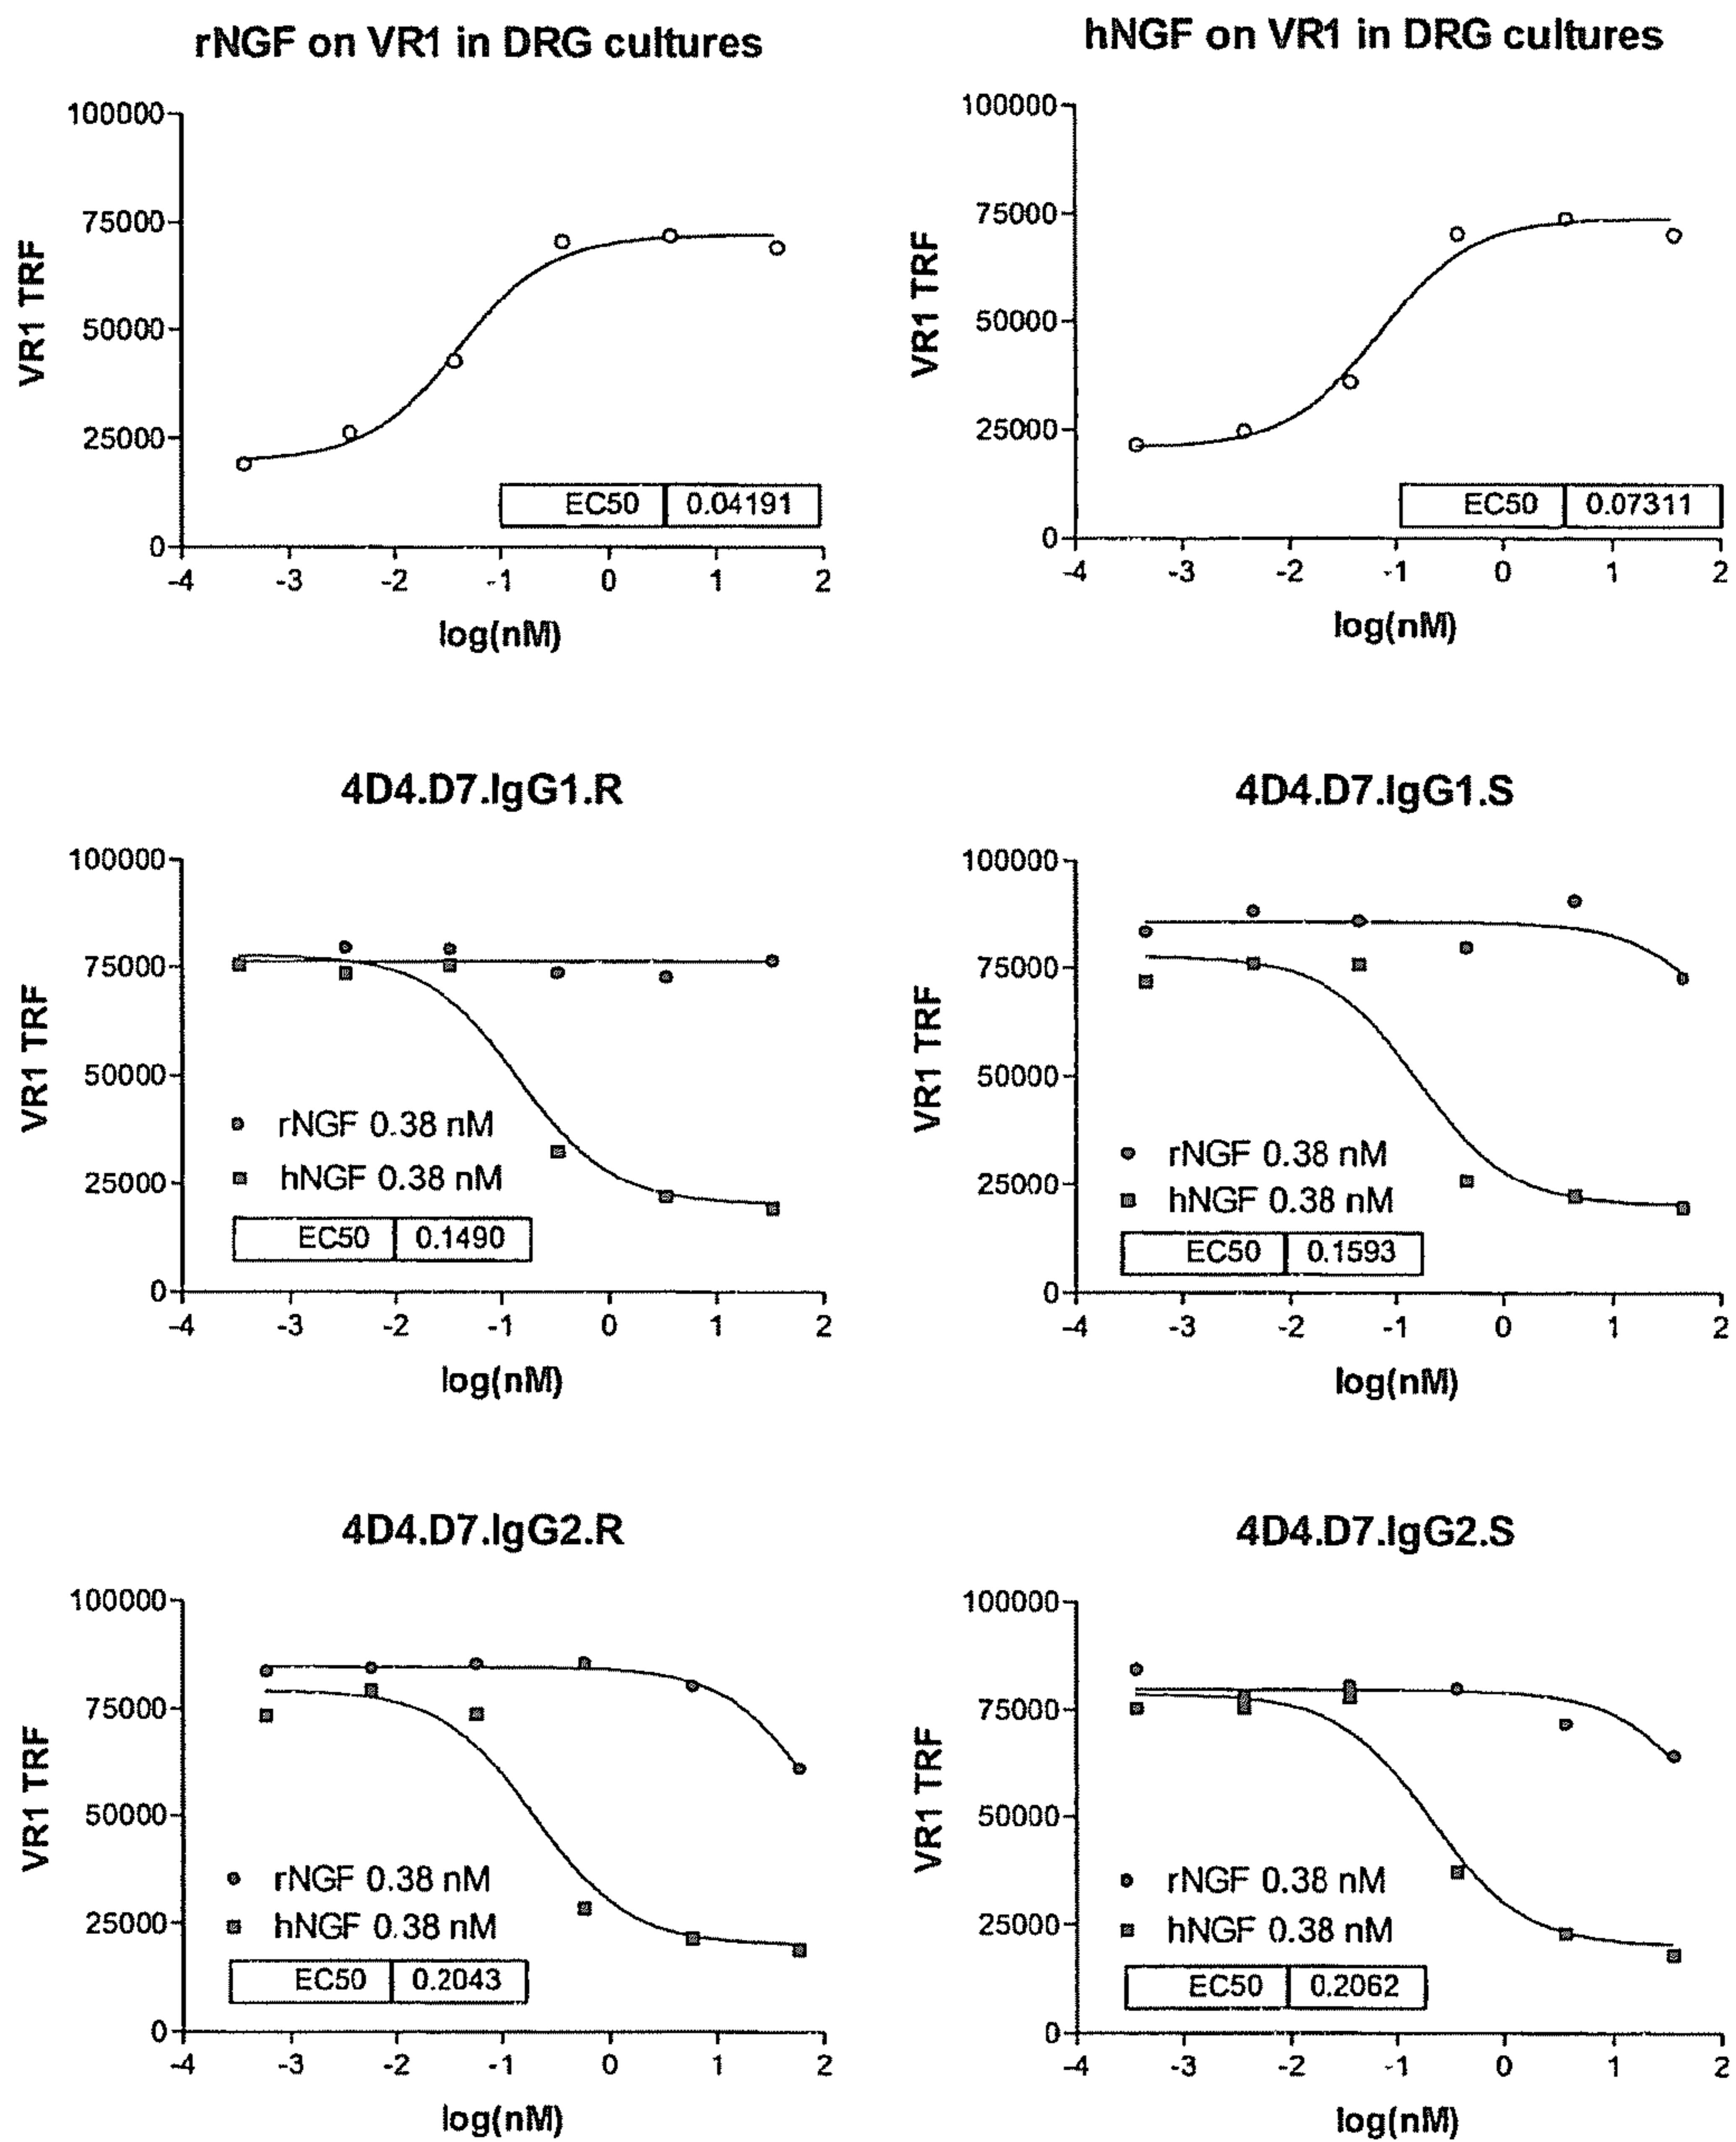 rNGF on VR1 in DRG cultures
100000
75000
50000
25000
0
VR1 TRF
EC50 0.04191
-4 -3 -2 -1 0 1 2
log(nM)
hNGF on VR1 in DRG cultures
100000
75000
50000
25000
0
VR1 TRF
EC50 0.07311
-4 -3 -2 -1 0 1 2
log(nM)
4D4.D7.IgG1.R
100000
75000
50000
25000
0
VR1 TRF
rNGF 0.38 nM
hNGF 0.38 nM
EC50 0.1490
-4 -3 -2 -1 0 1 2
log(nM)
4D4.D7.IgG1.S
100000
75000
50000
25000
0
VR1 TRF
rNGF 0.38 nM
hNGF 0.38 nM
EC50 0.1593
-4 -3 -2 -1 0 1 2
log(nM)
4D4.D7.IgG2.R
100000
75000
50000
25000
0
VR1 TRF
rNGF 0.38 nM
hNGF 0.38 nM
EC50 0.2043
-4 -3 -2 -1 0 1 2
log(nM)
4D4.D7.IgG2.S
100000
75000
50000
25000
0
VR1 TRF
rNGF 0.38 nM
hNGF 0.38 nM
EC50 0.2062
-4 -3 -2 -1 0 1 2
log(nM)